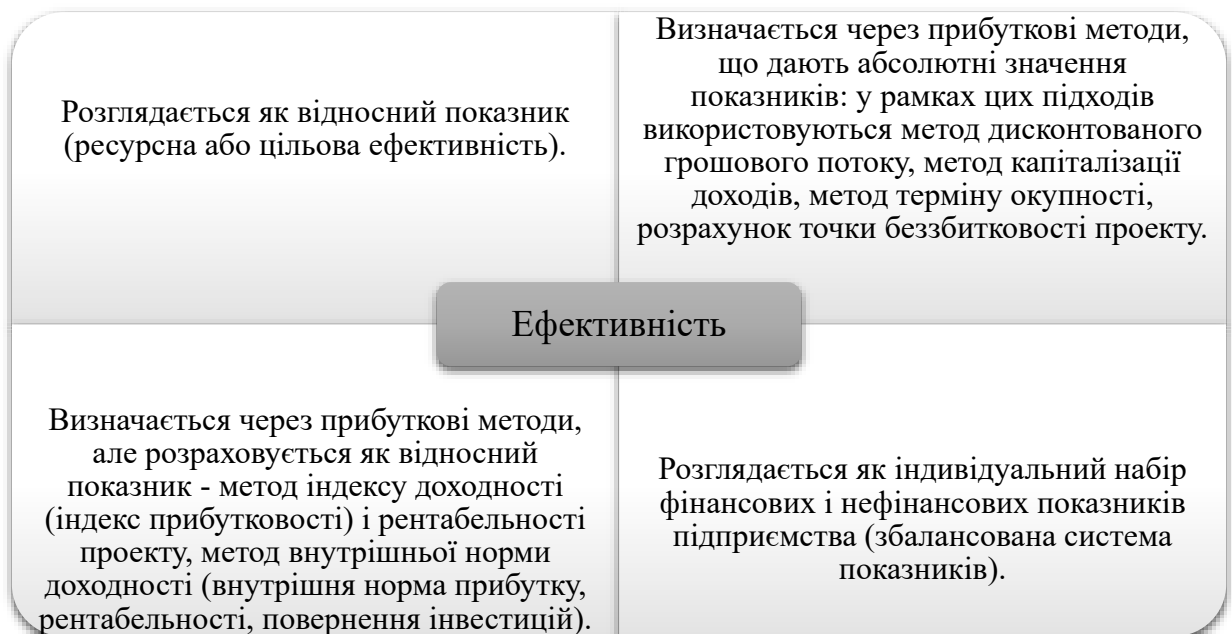 Розглядається як відносний показник
(ресурсна або цільова ефективність).
Визначається через прибуткові методи,
що дають абсолютні значення
показників: у рамках цих підходів
використовуються метод дисконтованого
грошового потоку, метод капіталізації
доходів, метод терміну окупності,
розрахунок точки беззбитковості проекту.
Ефективність
Визначається через прибуткові методи,
але розраховується як відносний
показник - метод індексу доходності
(індекс прибутковості) і рентабельності
проекту, метод внутрішньої норми
доходності (внутрішня норма прибутку,
рентабельності, повернення інвестицій).
Розглядається як індивідуальний набір
фінансових і нефінансових показників
підприємства (збалансована система
показників).